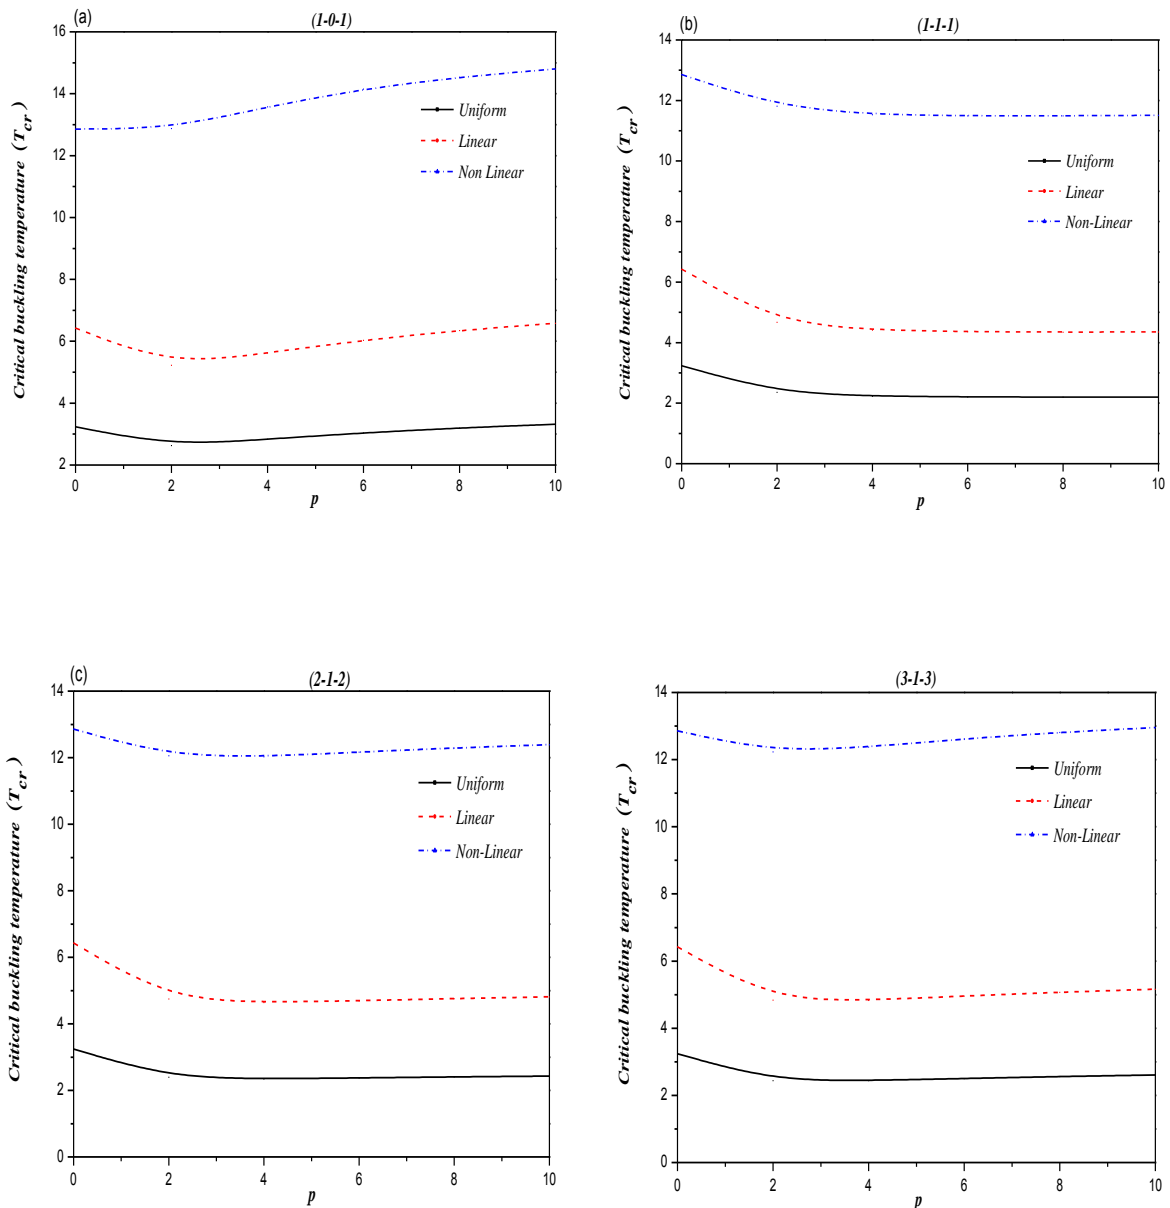 (a)
(1-0-1)
16
14
12
10
8
6
4
2
0
2
4
6
8
10
p
Critical buckling temperature (T_cr)
Uniform
Linear
Non Linear
(b)
(1-1-1)
14
12
10
8
6
4
2
0
0
2
4
6
8
10
p
Critical buckling temperature (T_cr)
Uniform
Linear
Non-Linear
(c)
(2-1-2)
14
12
10
8
6
4
2
0
0
2
4
6
8
10
p
Critical buckling temperature (T_cr)
Uniform
Linear
Non-Linear
(3-1-3)
14
12
10
8
6
4
2
0
0
2
4
6
8
10
p
Critical buckling temperature (T_cr)
Uniform
Linear
Non-Linear